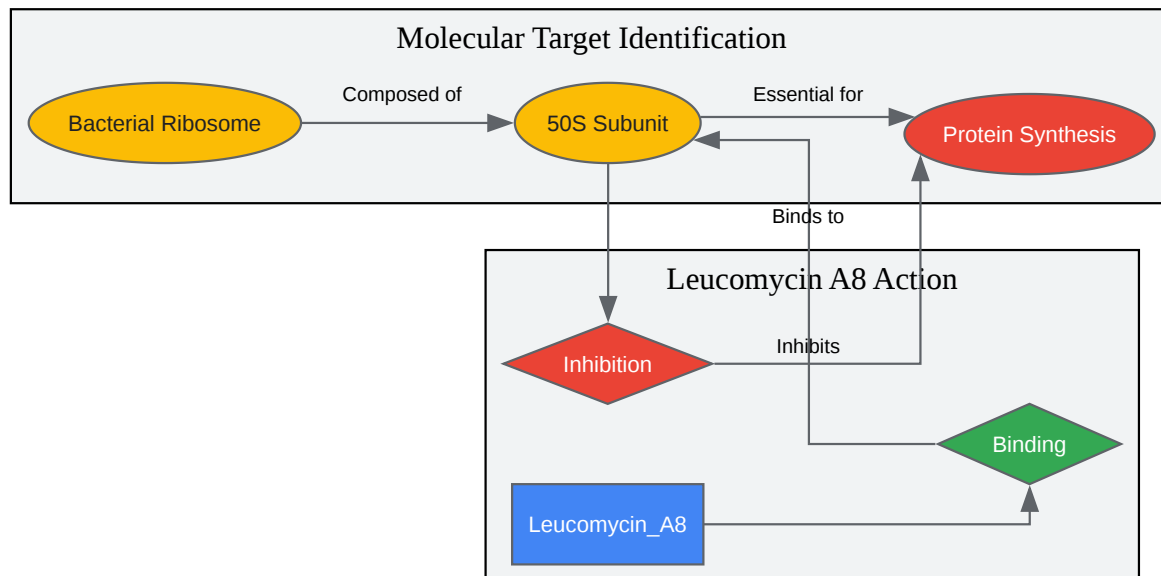 Molecular Target Identification
Composed of
Essential for
Bacterial Ribosome
50S Subunit
Protein Synthesis
Binds to
Leucomycin A8 Action
Inhibits
Inhibition
Binding
Leucomycin_A8